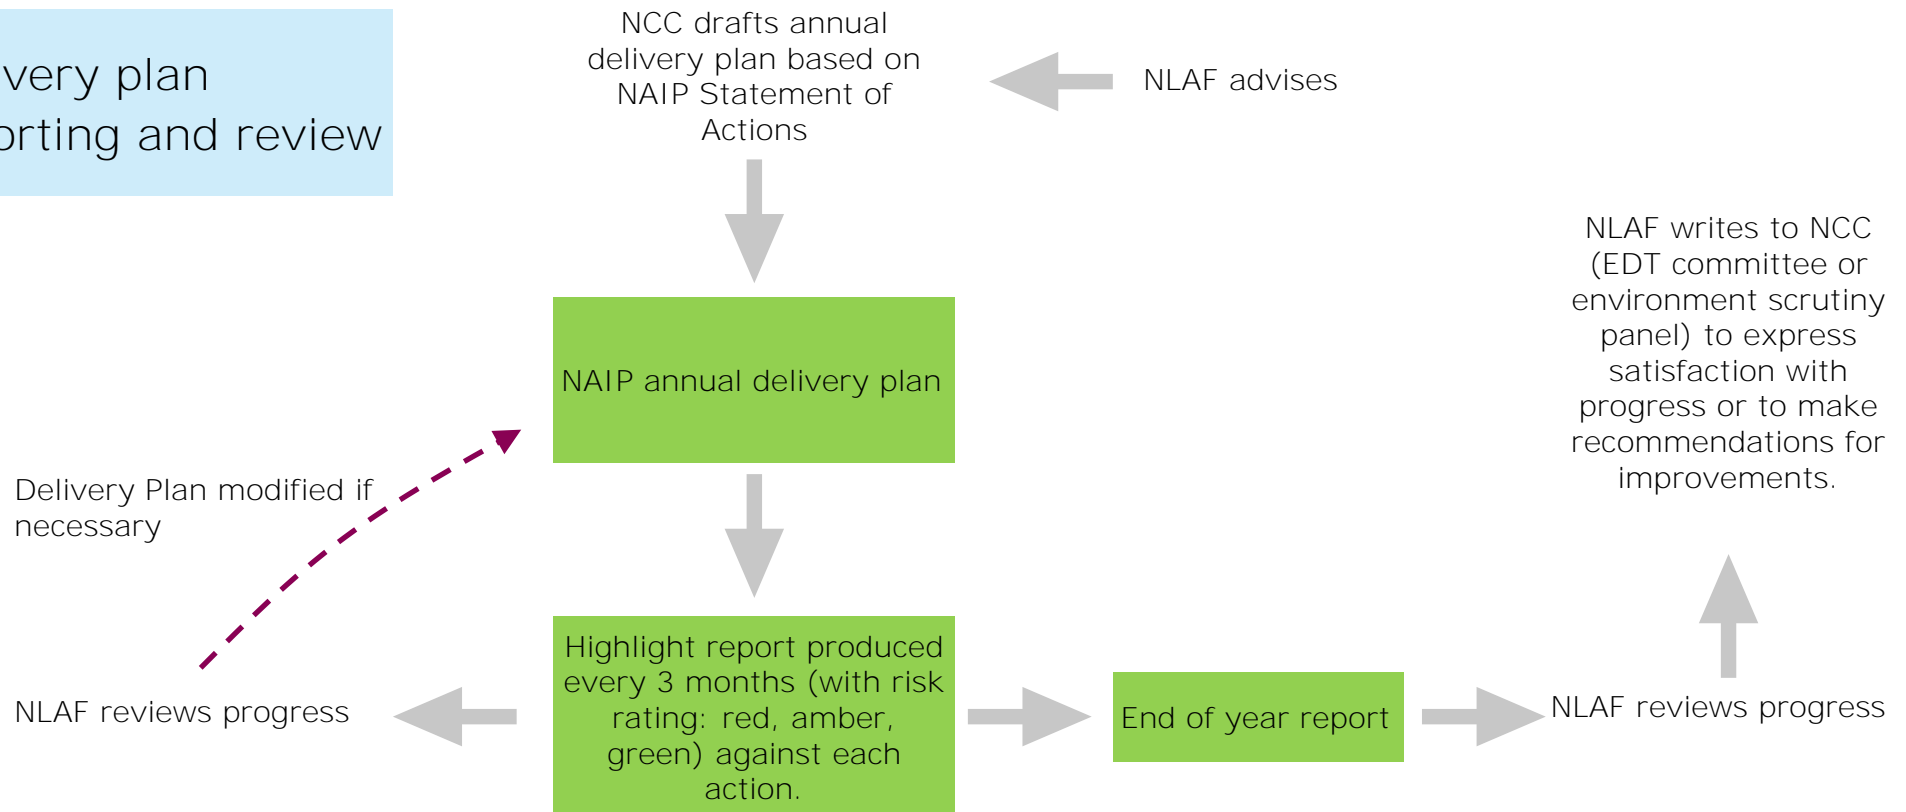 very plan
orting and review
NCC drafts annual
delivery plan based on
NAIP Statement of
Actions
NLAF advises
NLAF writes to NCC
(EDT committee or
environment scrutiny
panel) to express
satisfaction with
progress or to make
recommendations for
improvements.
NAIP annual delivery plan
Delivery Plan modified if
necessary
Highlight report produced
every 3 months (with risk
rating: red, amber,
green) against each
action.
NLAF reviews progress
End of year report
NLAF reviews progress